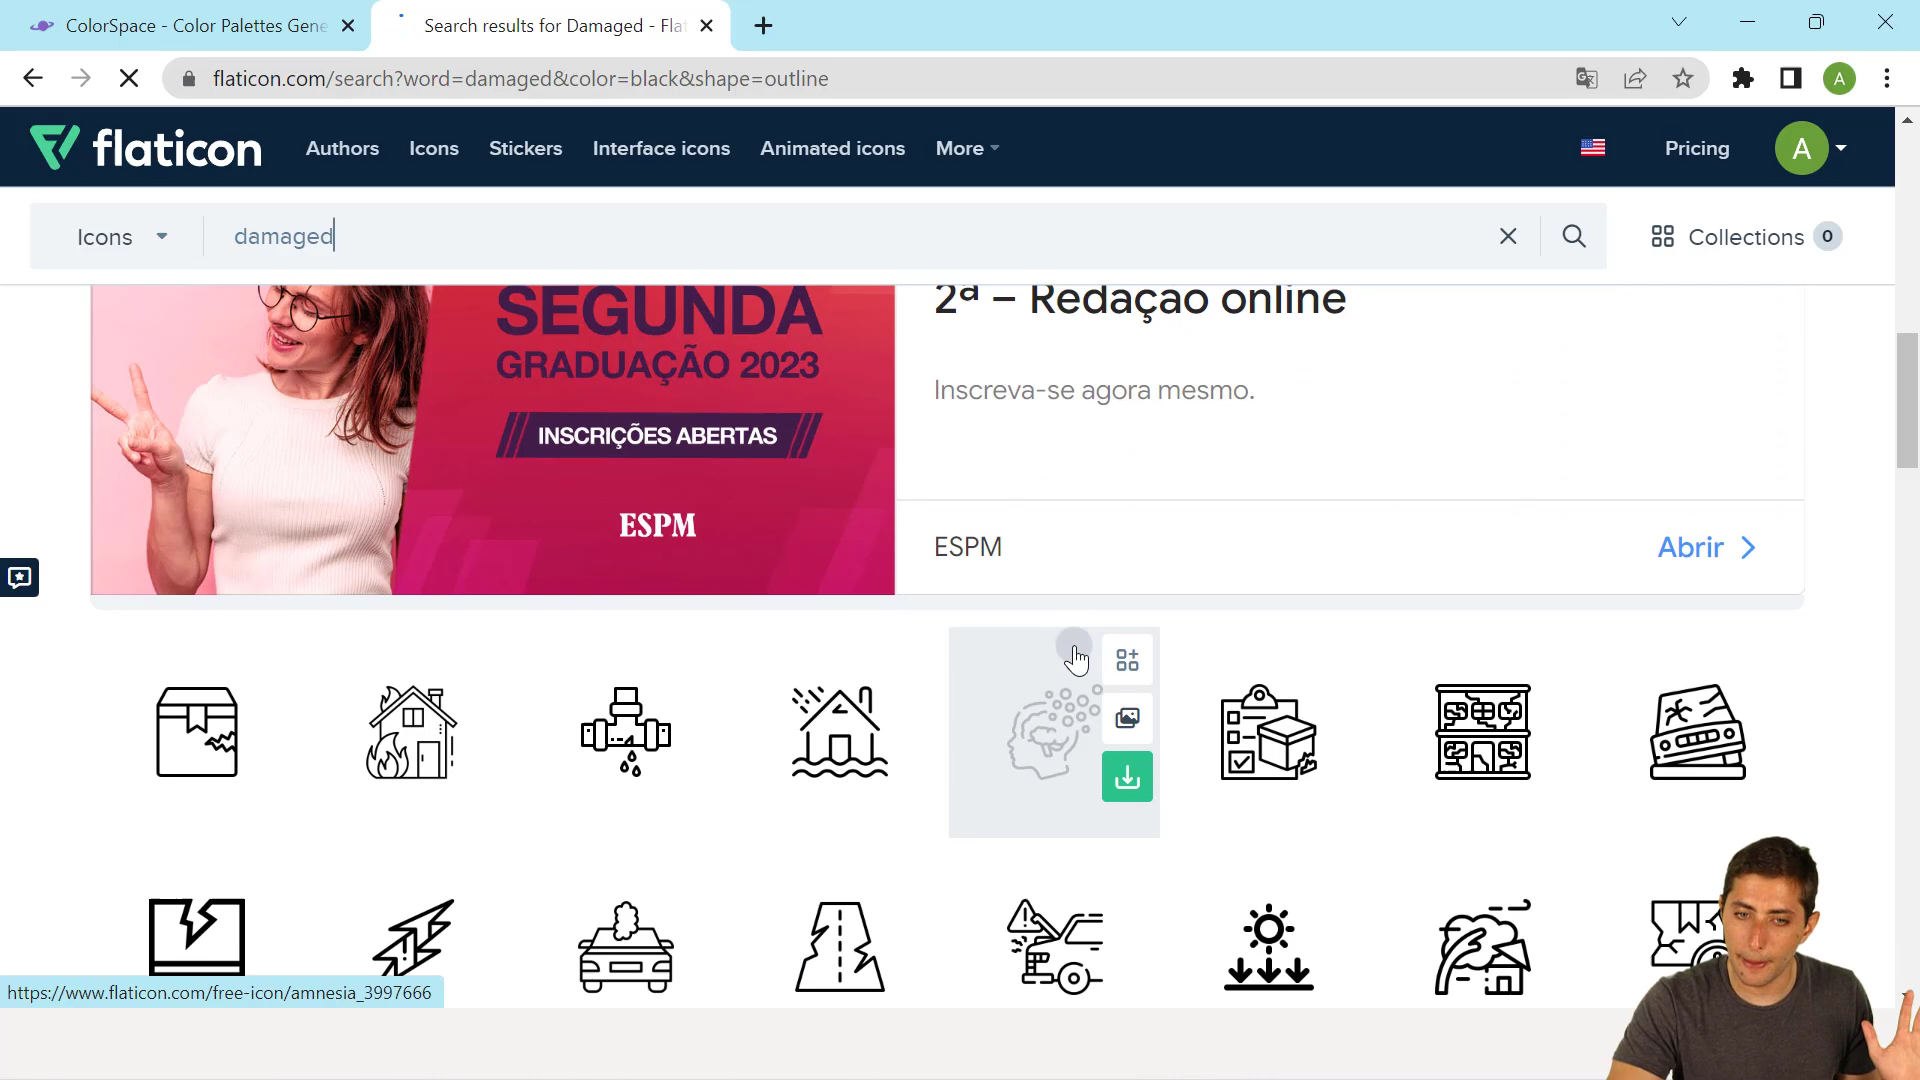 ColorSpace - Color Palettes Gene
Search results for Damaged - Fla
flaticon.com/search?word=damaged&color=black&shape=outline
A
flaticon
Authors
Icons
Stickers
Interface icons
Animated icons
More
Pricing
A
Icons
damaged
Collections
0
SEGUNDA
GRADUAÇÃO 2023
INSCRIÇÕES ABERTAS
ESPM
2ª – Redação online
Inscreva-se agora mesmo.
ESPM
Abrir
https://www.flaticon.com/free-icon/amnesia_3997666